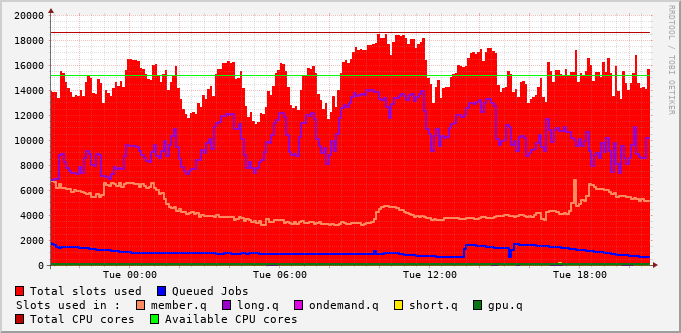 RRDTOOL / TOBI OETIKER
20000
18000
16000
14000
12000
10000
8000
6000
4000
2000
0
Tue 00:00 Tue 06:00 Tue 12:00 Tue 18:00
Total slots used Queued Jobs
Slots used in : member.q long.q ondemand.q short.q gpu.q
Total CPU cores Available CPU cores